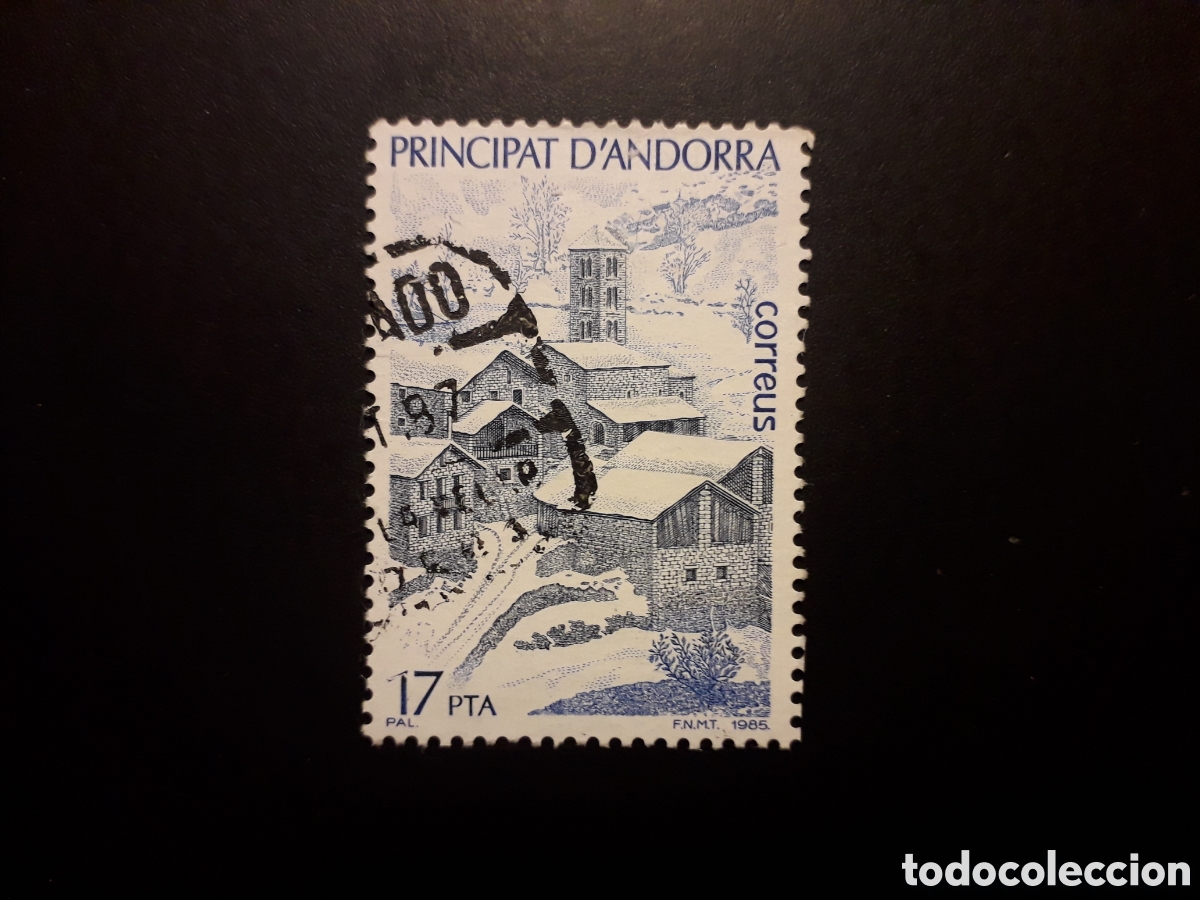 PRINCIPAT D'ANDORRA
correus
17 PTA
PAL.
F.N.M.T. 1985.
todocoleccion